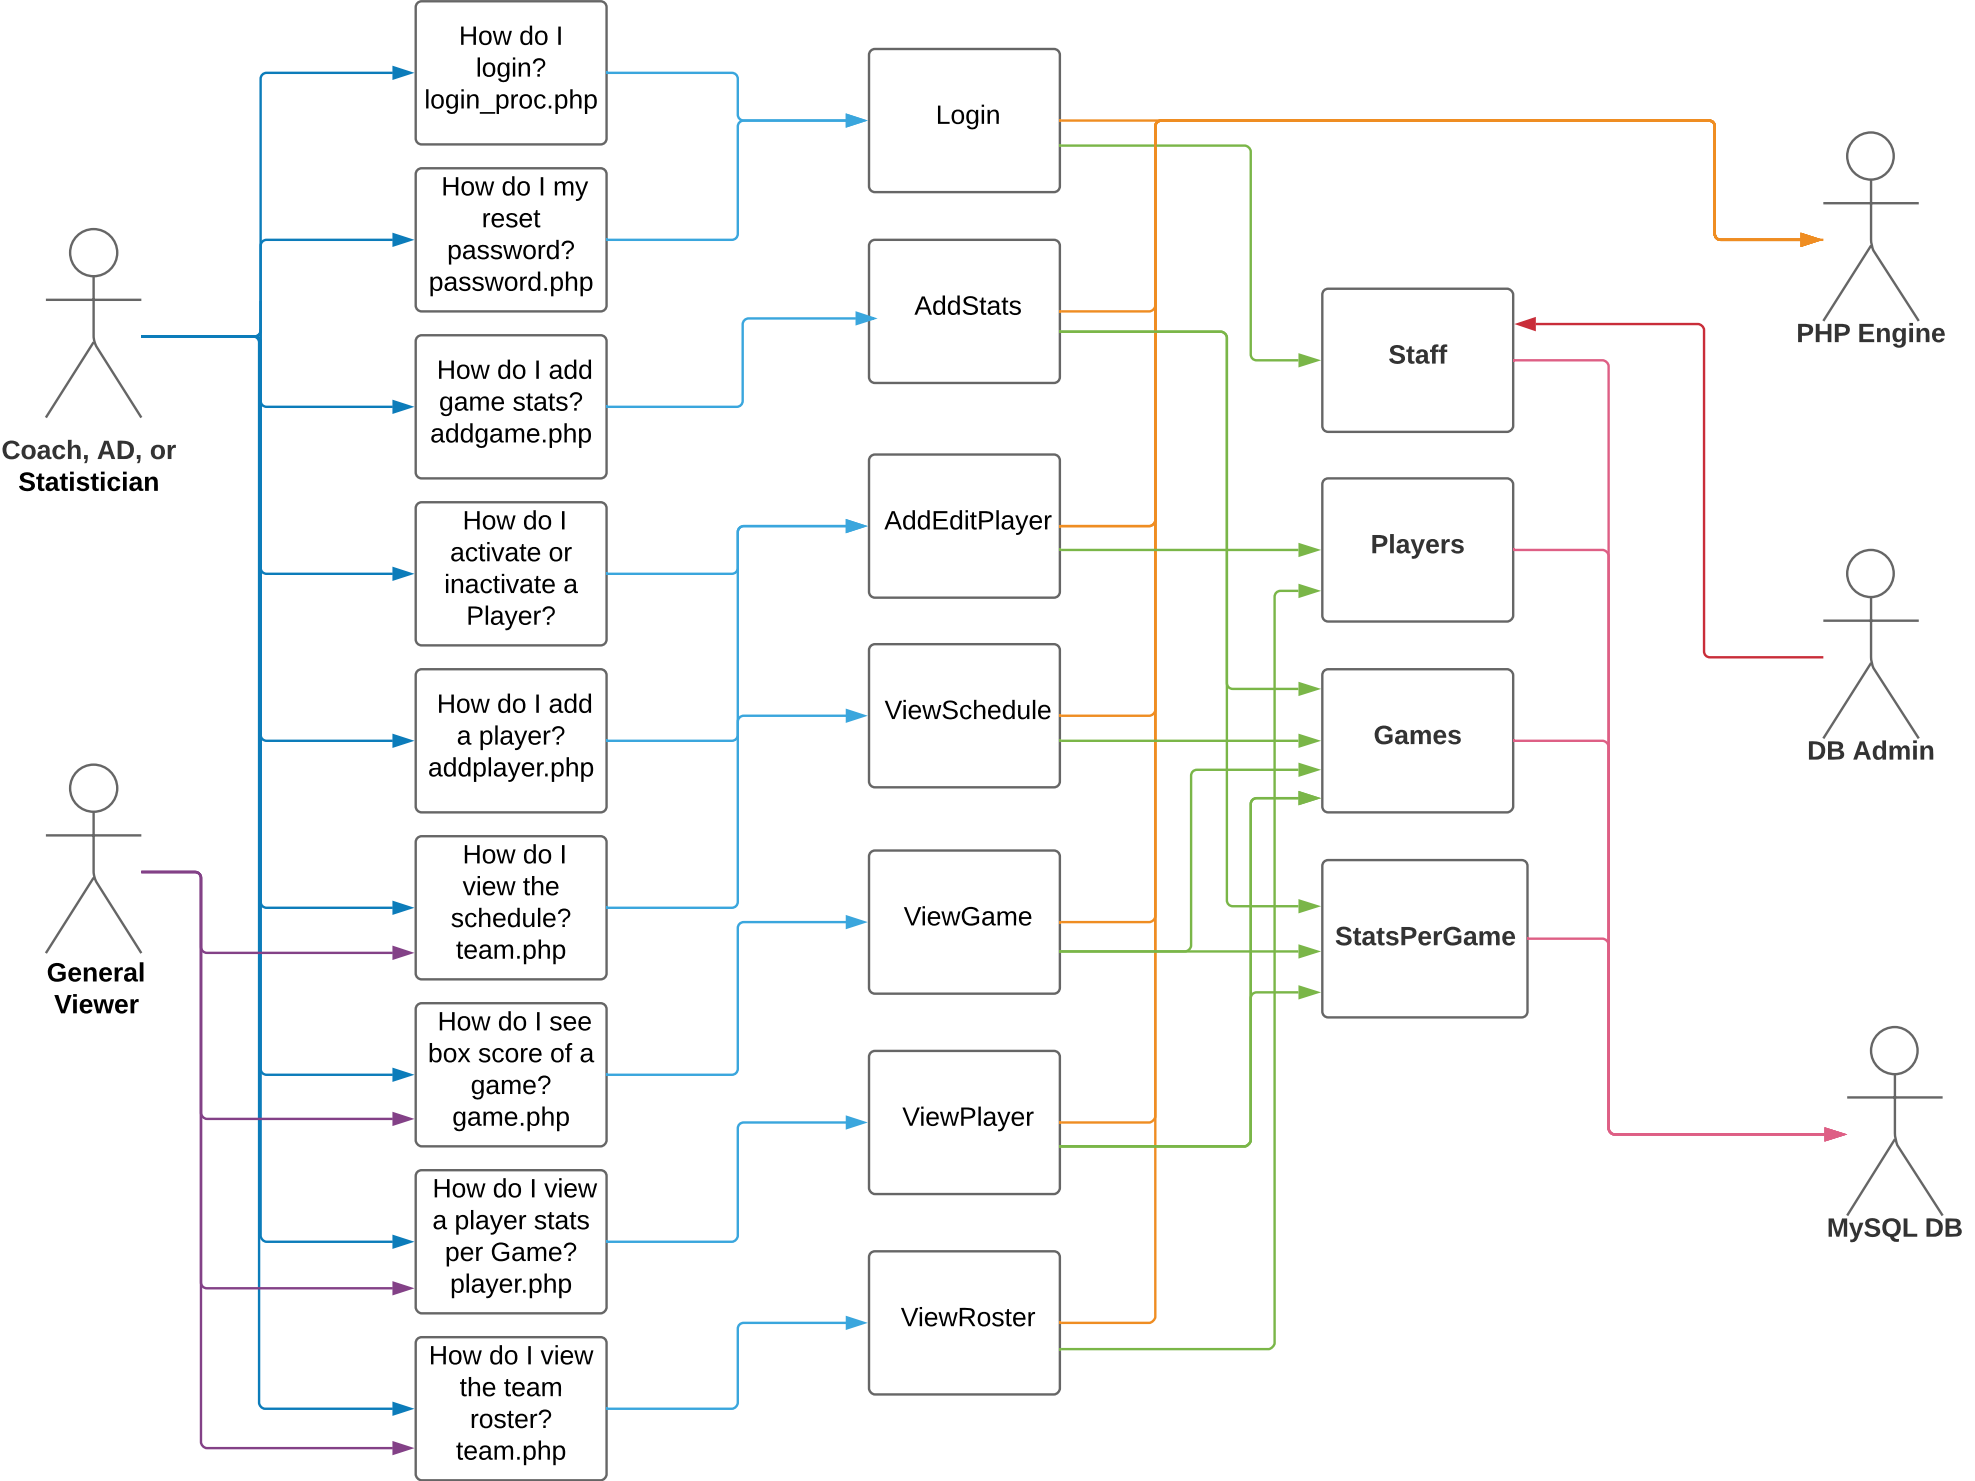 How do I
login?
login_proc.php
How do I my
reset
password?
password.php
How do I add
game stats?
addgame.php
How do I
activate or
inactivate a
Player?
How do I add
a player?
addplayer.php
How do I
view the
schedule?
team.php
How do I see
box score of a
game?
game.php
How do I view
a player stats
per Game?
player.php
How do I view
the team
roster?
team.php
Coach, AD, or
Statistician
General
Viewer
Login
AddStats
AddEditPlayer
ViewSchedule
ViewGame
ViewPlayer
ViewRoster
Staff
Players
Games
StatsPerGame
PHP Engine
DB Admin
MySQL DB